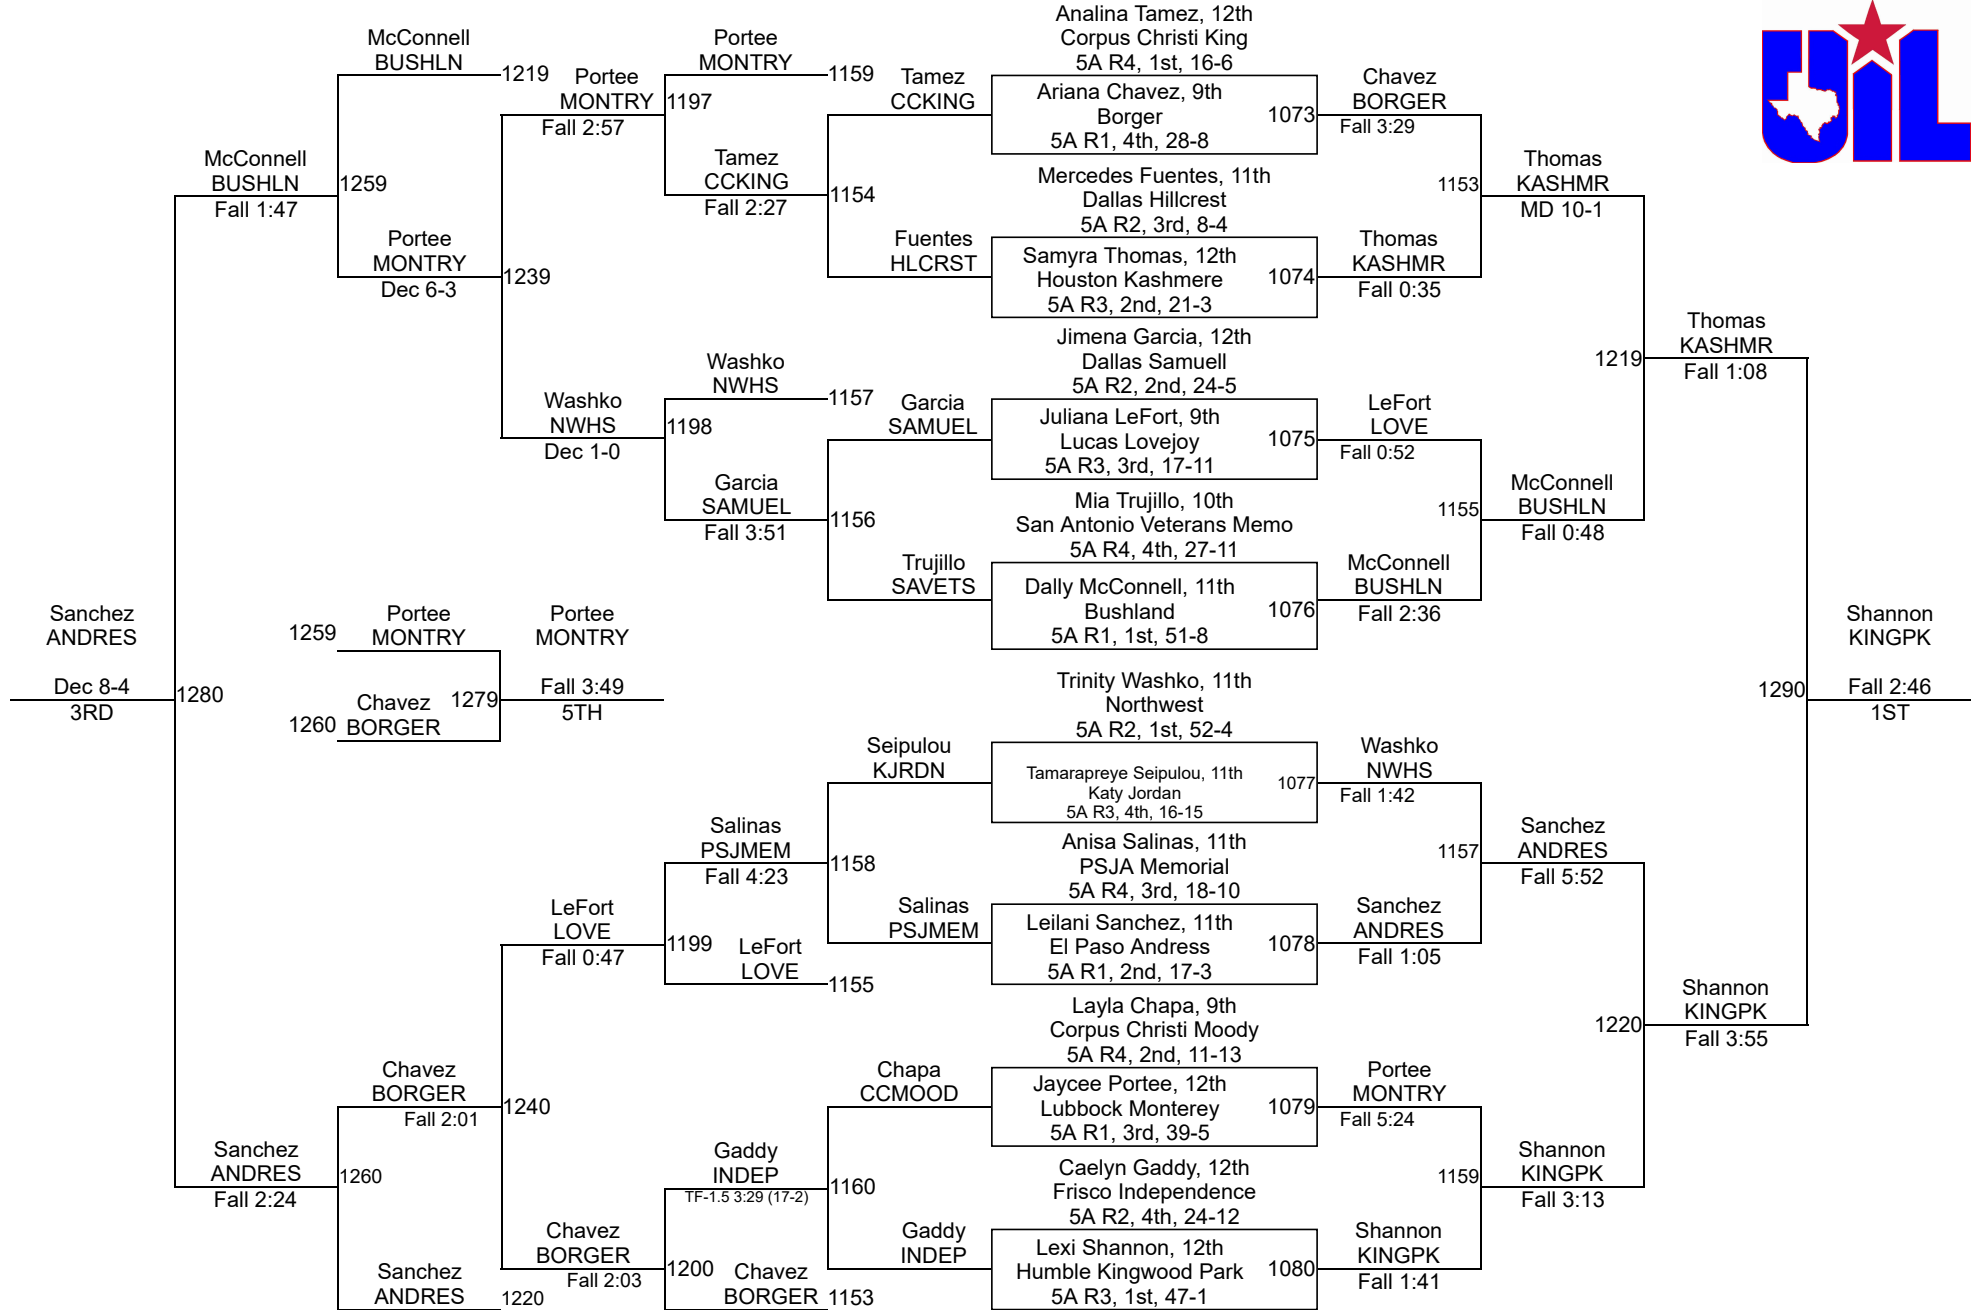 McConnell
BUSHLN
1219
Portee
MONTRY
Fall 2:57
1197
Portee
MONTRY
1159
Tamez
CCKING
Analina Tamez, 12th
Corpus Christi King
5A R4, 1st, 16-6
Ariana Chavez, 9th
Borger
5A R1, 4th, 28-8
1073
Chavez
BORGER
Fall 3:29
UIL
McConnell
BUSHLN
Fall 1:47
1259
Tamez
CCKING
Fall 2:27
1154
Mercedes Fuentes, 11th
Dallas Hillcrest
5A R2, 3rd, 8-4
1153
Thomas
KASHMR
MD 10-1
Portee
MONTRY
Dec 6-3
1239
Fuentes
HLCRST
Samyra Thomas, 12th
Houston Kashmere
5A R3, 2nd, 21-3
1074
Thomas
KASHMR
Fall 0:35
Jimena Garcia, 12th
Dallas Samuell
5A R2, 2nd, 24-5
1219
Thomas
KASHMR
Fall 1:08
Washko
NWHS
1157
Washko
NWHS
Dec 1-0
1198
Garcia
SAMUEL
Juliana LeFort, 9th
Lucas Lovejoy
5A R3, 3rd, 17-11
1075
LeFort
LOVE
Fall 0:52
Garcia
SAMUEL
Fall 3:51
1156
Mia Trujillo, 10th
San Antonio Veterans Memo
5A R4, 4th, 27-11
1155
McConnell
BUSHLN
Fall 0:48
Trujillo
SAVETS
Dally McConnell, 11th
Bushland
5A R1, 1st, 51-8
1076
McConnell
BUSHLN
Fall 2:36
Sanchez
ANDRES
Dec 8-4
3RD
1280
1259
Portee
MONTRY
1260
Chavez
BORGER
1279
Portee
MONTRY
Fall 3:49
5TH
Shannon
KINGPK
1290
Fall 2:46
1ST
Trinity Washko, 11th
Northwest
5A R2, 1st, 52-4
Seipulou
KJRDN
Tamarapreye Seipulou, 11th
Katy Jordan
5A R3, 4th, 16-15
1077
Washko
NWHS
Fall 1:42
Salinas
PSJMEM
Fall 4:23
1158
Anisa Salinas, 11th
PSJA Memorial
5A R4, 3rd, 18-10
1157
Sanchez
ANDRES
Fall 5:52
LeFort
LOVE
Fall 0:47
1199
LeFort
LOVE
1155
Salinas
PSJMEM
Leilani Sanchez, 11th
El Paso Andress
5A R1, 2nd, 17-3
1078
Sanchez
ANDRES
Fall 1:05
Layla Chapa, 9th
Corpus Christi Moody
5A R4, 2nd, 11-13
1220
Shannon
KINGPK
Fall 3:55
Chavez
BORGER
Fall 2:01
1240
Chapa
CCMOOD
Jaycee Portee, 12th
Lubbock Monterey
5A R1, 3rd, 39-5
1079
Portee
MONTRY
Fall 5:24
Sanchez
ANDRES
Fall 2:24
1260
Gaddy
INDEP
TF-1.5 3:29 (17-2)
1160
Caelyn Gaddy, 12th
Frisco Independence
5A R2, 4th, 24-12
1159
Shannon
KINGPK
Fall 3:13
Sanchez
ANDRES
1220
Chavez
BORGER
Fall 2:03
1200
Chavez
BORGER
1153
Gaddy
INDEP
Lexi Shannon, 12th
Humble Kingwood Park
5A R3, 1st, 47-1
1080
Shannon
KINGPK
Fall 1:41